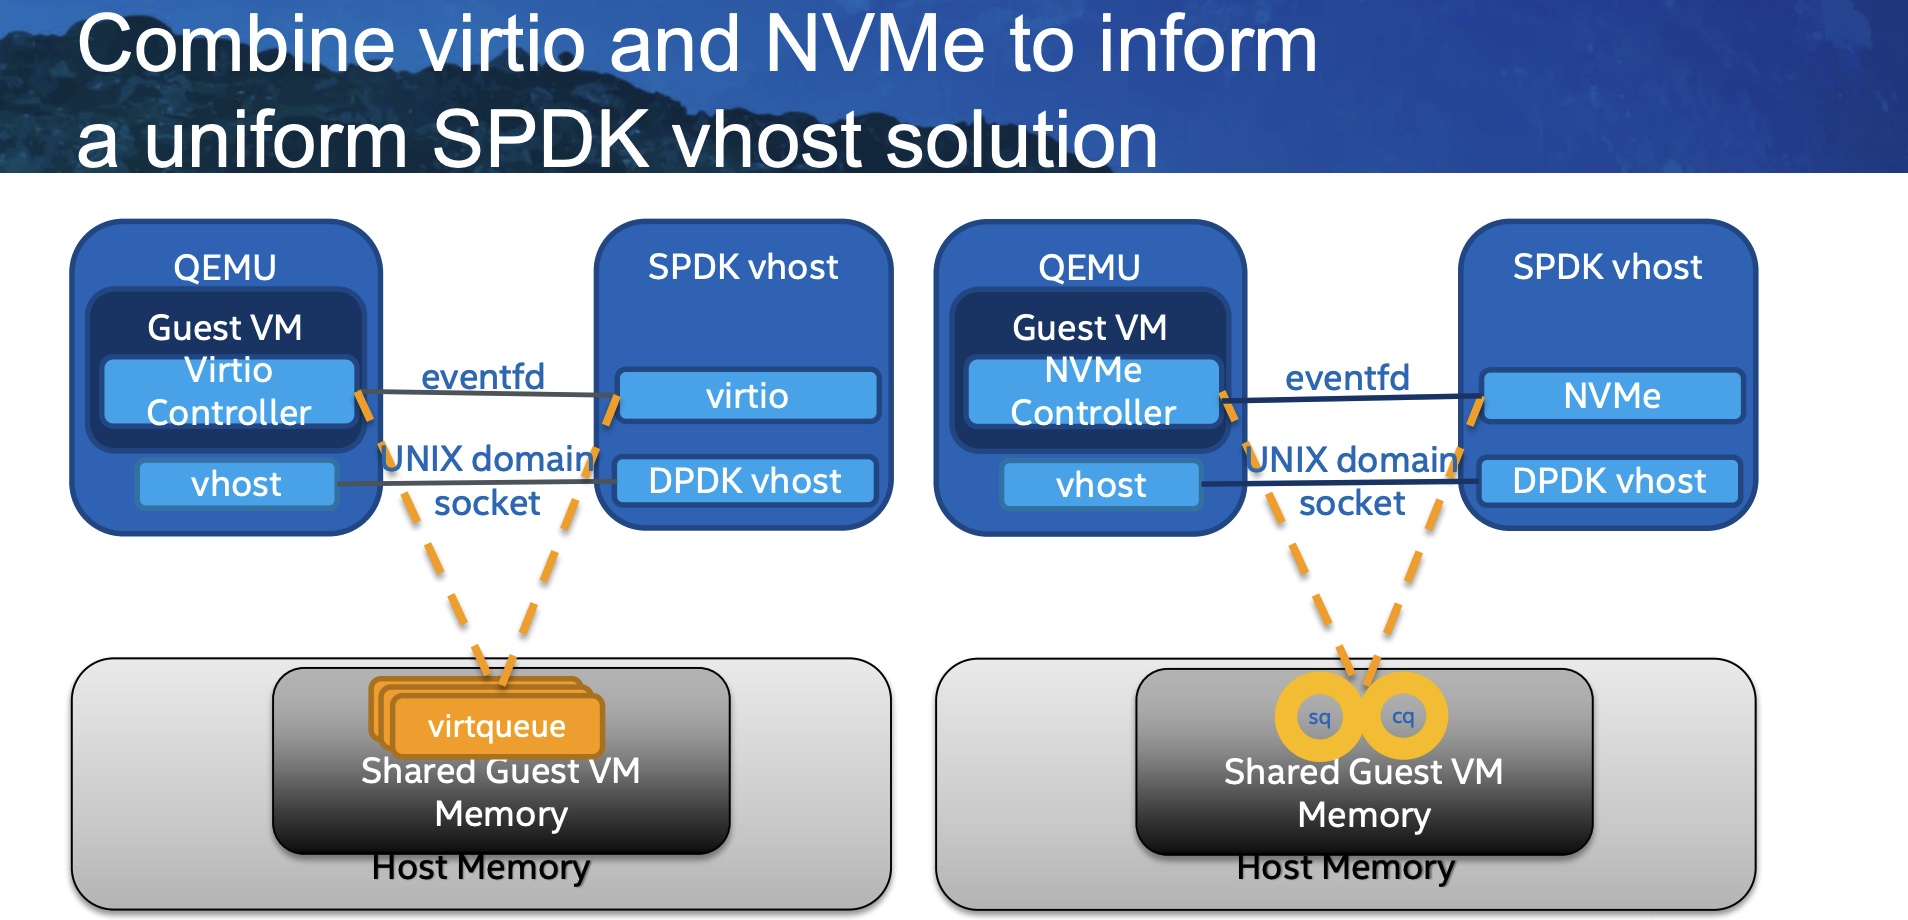 Combine virtio and NVMe to inform
a uniform SPDK vhost solution
QEMU
Guest VM
Virtio
Controller
vhost
eventfd
UNIX domain
socket
SPDK vhost
virtio
DPDK vhost
virtqueue
Shared Guest VM
Memory
Host Memory
QEMU
Guest VM
NVMe
Controller
vhost
eventfd
UNIX domain
socket
SPDK vhost
NVMe
DPDK vhost
sq
cq
Shared Guest VM
Memory
Host Memory